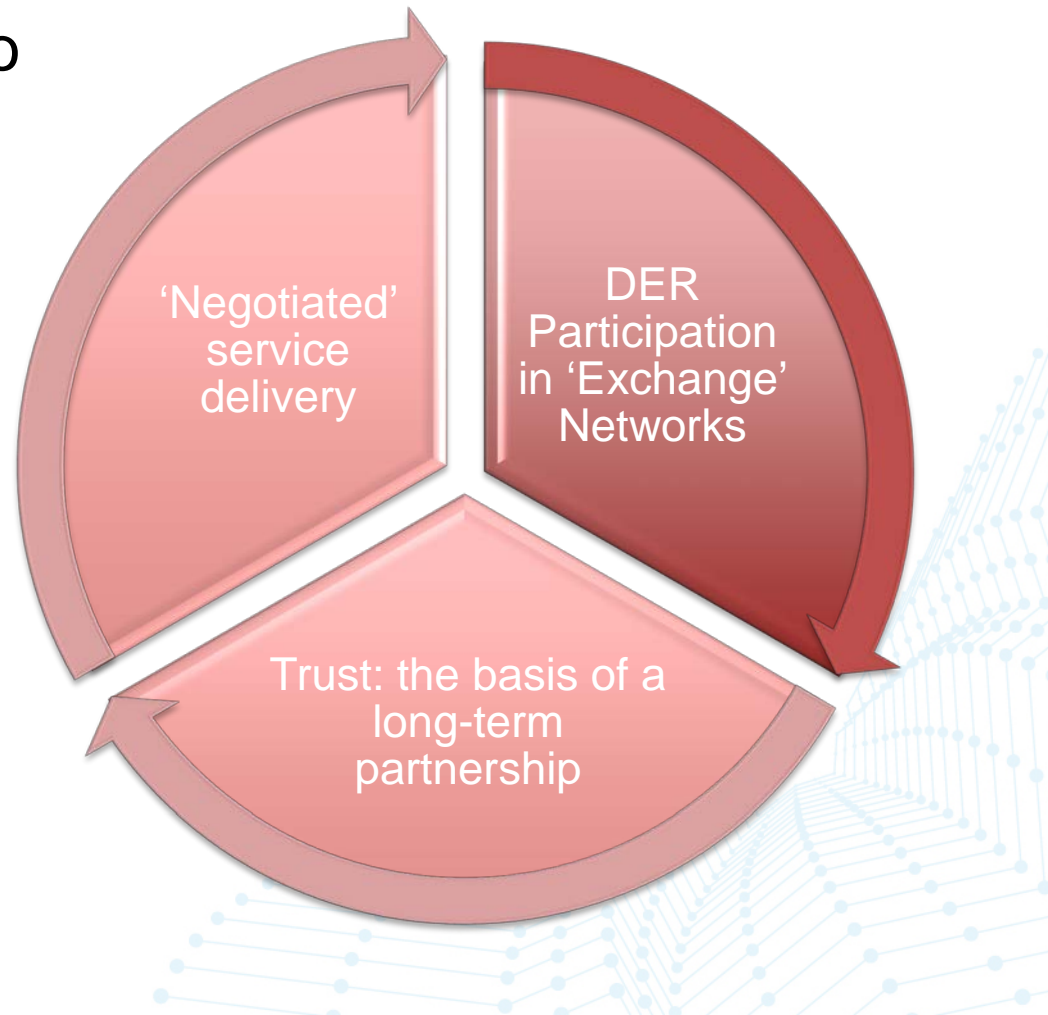 ‘Negotiated’
service
delivery
DER
Participation
in ‘Exchange’
Networks
Trust: the basis of a
long-term
partnership